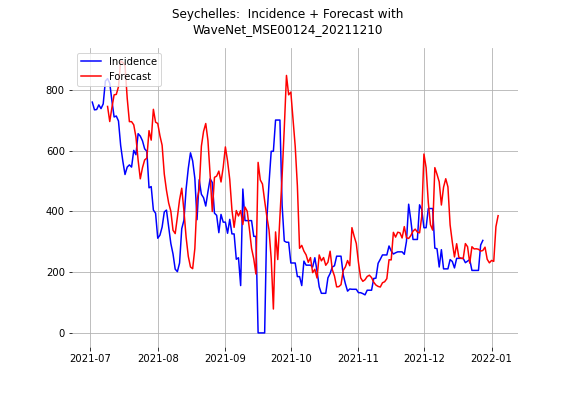 Seychelles:  Incidence + Forecast with
WaveNet_MSE00124_20211210
Incidence
Forecast
800
600
400
200
0
2021-07 2021-08 2021-09 2021-10 2021-11 2021-12 2022-01